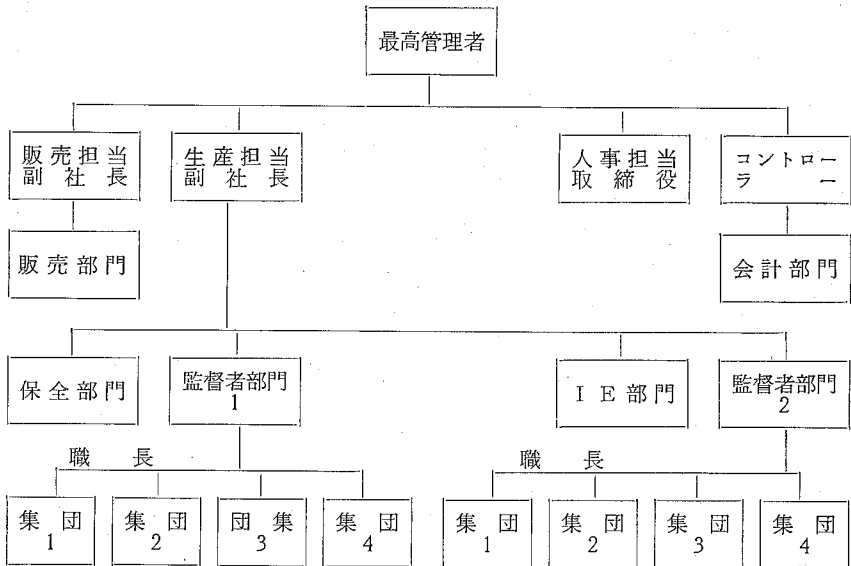 最高管理者
販売担当
副社長
生産担当
副社長
人事担当
取締役
コントロー
ラー
販売部門
会計部門
保全部門
監督者部門
1
IE部門
監督者部門
2
職長
職長
集団
1
集団
2
団集
3
集団
4
集団
1
集団
2
集団
3
集団
4